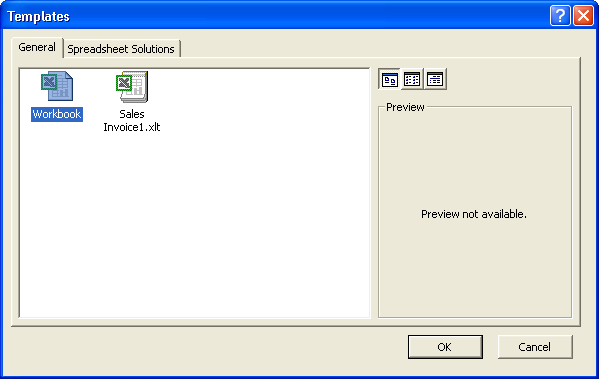 Templates
General
Spreadsheet Solutions
Workbook
Sales
Invoice1.xlt
Preview
Preview not available.
OK
Cancel